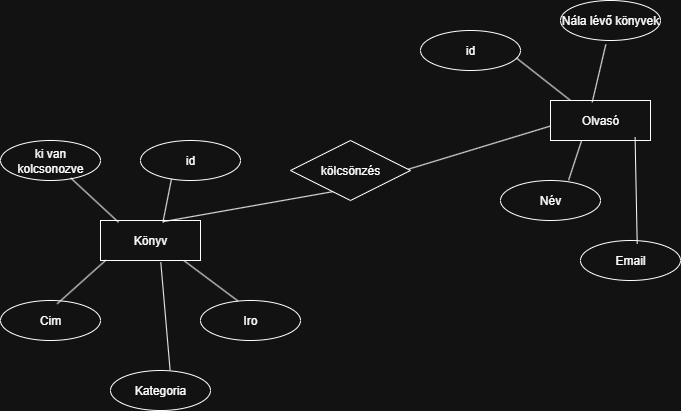 Nála lévő könyvek
id
Olvasó
ki van
kolcsonozve
id
kölcsönzés
Név
Könyv
Email
Cim
Iro
Kategoria